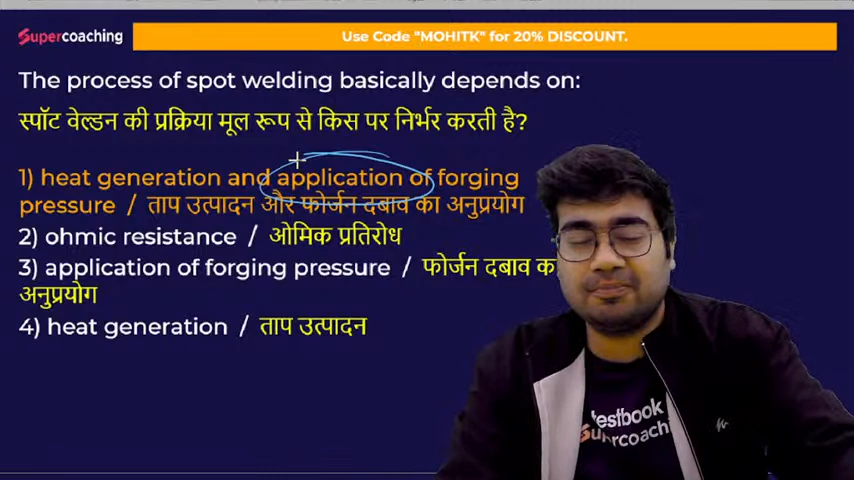 Supercoaching
Use Code "MOHITK" for 20% DISCOUNT.
The process of spot welding basically depends on:
स्पॉट वेल्डन की प्रक्रिया मूल रूप से किस पर निर्भर करती है?
1) heat generation and application of forging
pressure / ताप उत्पादन और फोर्जन दबाव का अनुप्रयोग
2) ohmic resistance / ओमिक प्रतिरोध
3) application of forging pressure / फोर्जन दबाव का
अनुप्रयोग
4) heat generation / ताप उत्पादन
testbook
Supercoaching